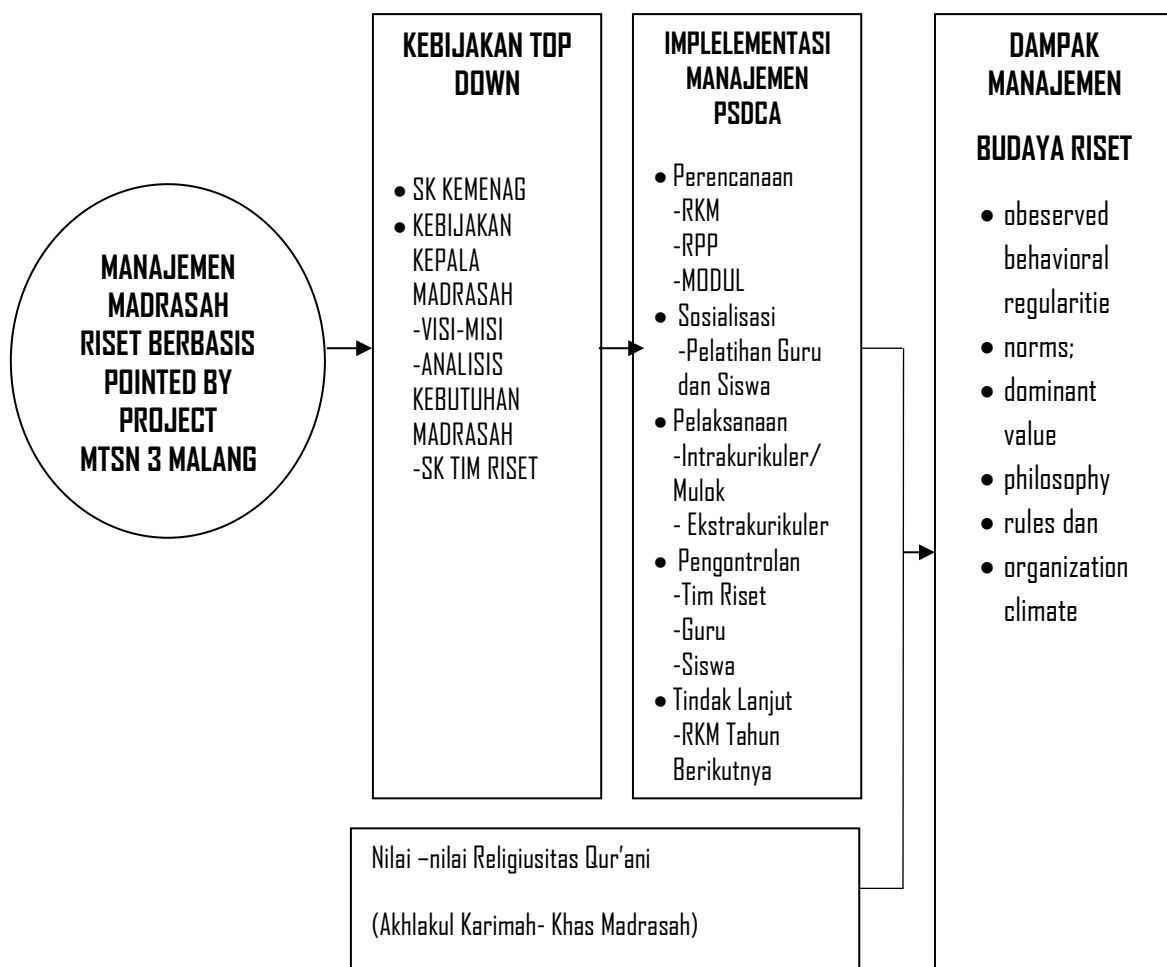 MANAJEMEN
MADRASAH
RISET BERBASIS
POINTED BY
PROJECT
MTSN 3 MALANG
KEBIJAKAN TOP
DOWN
• SK KEMENAG
• KEBIJAKAN
KEPALA
MADRASAH
-VISI-MISI
-ANALISIS
KEBUTUHAN
MADRASAH
-SK TIM RISET
IMPLELEMENTASI
MANAJEMEN
PSDCA
• Perencanaan
-RKM
-RPP
-MODUL
• Sosialisasi
-Pelatihan Guru
dan Siswa
• Pelaksanaan
-Intrakurikuler/
Mulok
- Ekstrakurikuler
• Pengontrolan
-Tim Riset
-Guru
-Siswa
• Tindak Lanjut
-RKM Tahun
Berikutnya
DAMPAK
MANAJEMEN
BUDAYA RISET
• obeserved
behavioral
regularitie
• norms;
• dominant
value
• philosophy
• rules dan
• organization
climate
Nilai –nilai Religiusitas Qur’ani
(Akhlakul Karimah- Khas Madrasah)